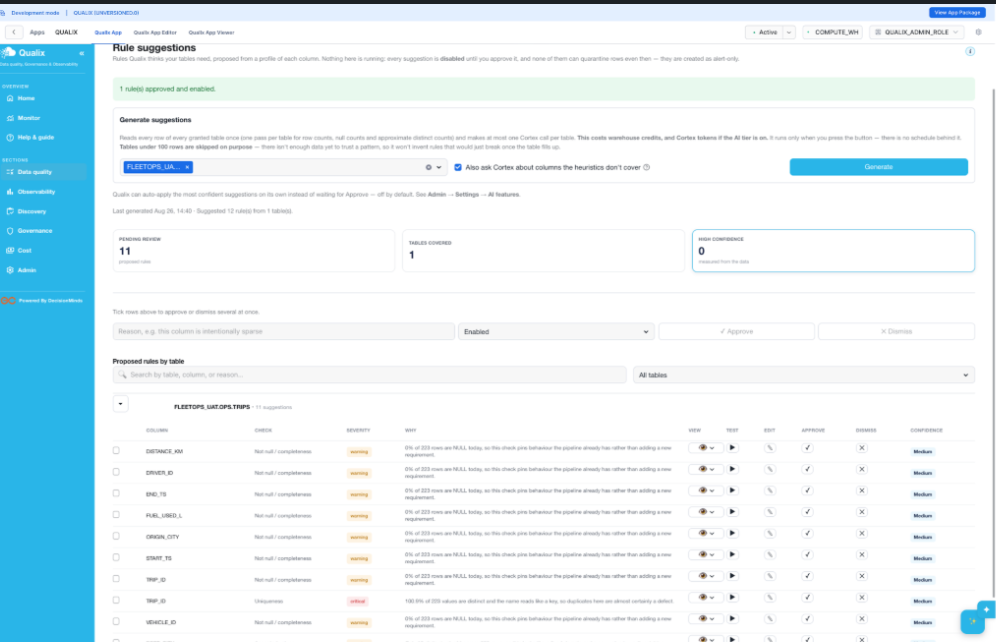 Development mode | QUALIX [UNVERSIONED.0]
View App Package
Apps QUALIX Qualix App Qualix App Editor Qualix App Viewer
Active COMPUTE_WH QUALIX_ADMIN_ROLE
Qualix
Data quality, Governance & Observability
OVERVIEW
Home
Monitor
Help & guide
SECTIONS
Data quality
Observability
Discovery
Governance
Cost
Admin
Powered By DecisionMinds
Rule suggestions
Rules Qualix thinks your tables need, proposed from a profile of each column. Nothing here is running: every suggestion is disabled until you approve it, and none of them can quarantine rows even then — they are created as alert-only.
1 rule(s) approved and enabled.
Generate suggestions
Reads every row of every granted table once (one pass per table for row counts, null counts and approximate distinct counts) and makes at most one Cortex call per table. This costs warehouse credits, and Cortex tokens if the AI tier is on. It runs only when you press the button — there is no schedule behind it.
Tables under 100 rows are skipped on purpose — there isn't enough data yet to trust a pattern, so it won't invent rules that would just break once the table fills up.
FLEETOPS_UA... ×
Also ask Cortex about columns the heuristics don't cover
Generate
Qualix can auto-apply the most confident suggestions on its own instead of waiting for Approve — off by default. See Admin → Settings → AI features.
Last generated Aug 26, 14:40 · Suggested 12 rule(s) from 1 table(s).
PENDING REVIEW
11
proposed rules
TABLES COVERED
1
HIGH CONFIDENCE
0
measured from the data
Tick rows above to approve or dismiss several at once.
Reason, e.g. this column is intentionally sparse
Enabled
✓ Approve
✕ Dismiss
Proposed rules by table
Search by table, column, or reason...
All tables
FLEETOPS_UAT.OPS.TRIPS · 11 suggestions
COLUMN CHECK SEVERITY WHY VIEW TEST EDIT APPROVE DISMISS CONFIDENCE
DISTANCE_KM Not null / completeness warning 0% of 223 rows are NULL today, so this check pins behaviour the pipeline already has rather than adding a new requirement. Medium
DRIVER_ID Not null / completeness warning 0% of 223 rows are NULL today, so this check pins behaviour the pipeline already has rather than adding a new requirement. Medium
END_TS Not null / completeness warning 0% of 223 rows are NULL today, so this check pins behaviour the pipeline already has rather than adding a new requirement. Medium
FUEL_USED_L Not null / completeness warning 0% of 223 rows are NULL today, so this check pins behaviour the pipeline already has rather than adding a new requirement. Medium
ORIGIN_CITY Not null / completeness warning 0% of 223 rows are NULL today, so this check pins behaviour the pipeline already has rather than adding a new requirement. Medium
START_TS Not null / completeness warning 0% of 223 rows are NULL today, so this check pins behaviour the pipeline already has rather than adding a new requirement. Medium
TRIP_ID Not null / completeness warning 0% of 223 rows are NULL today, so this check pins behaviour the pipeline already has rather than adding a new requirement. Medium
TRIP_ID Uniqueness critical 100.9% of 223 values are distinct and the name reads like a key, so duplicates here are almost certainly a defect. Medium
VEHICLE_ID Not null / completeness warning 0% of 223 rows are NULL today, so this check pins behaviour the pipeline already has rather than adding a new requirement. Medium
0% of 223 rows are NULL today, so this check pins behaviour the pipeline already has rather than adding a new